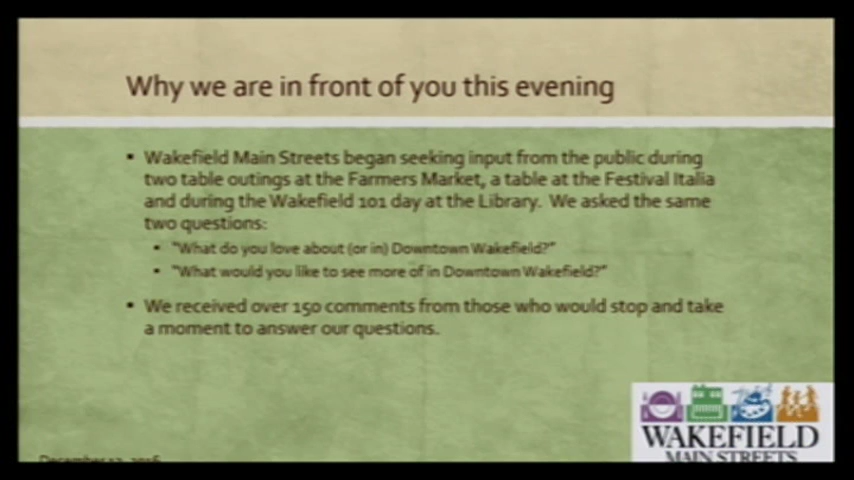 Why we are in front of you this evening
Wakefield Main Streets began seeking input from the public during
two table outings at the Farmers Market, a table at the Festival Italia
and during the Wakefield 101 day at the Library. We asked the same
two questions:
"What do you love about (or in) Downtown Wakefield?"
"What would you like to see more of in Downtown Wakefield?"
We received over 150 comments from those who would stop and take
a moment to answer our questions.
WAKEFIELD
MAIN STREETS
December